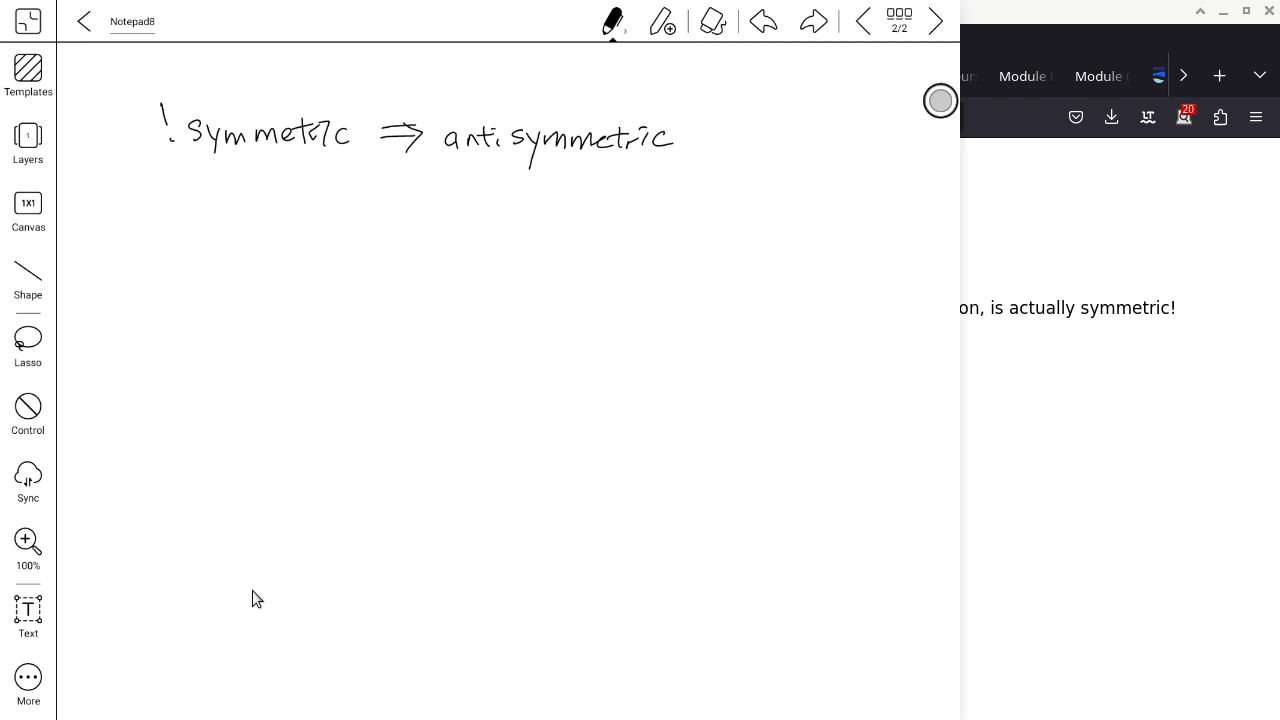 Notepad8
3
2/2
Module
Module
20
Templates
1
Layers
1X1
Canvas
Shape
Lasso
Control
Sync
100%
T
Text
More
! symmetric ⇒ antisymmetric
on, is actually symmetric!